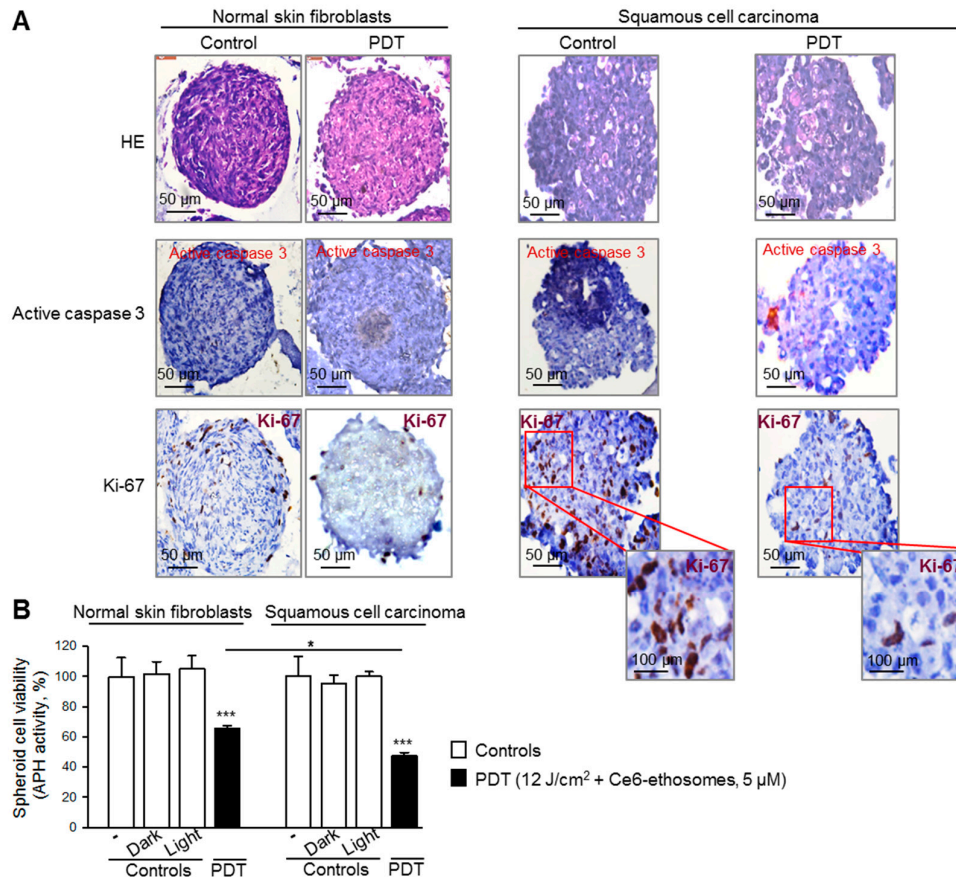 A
Normal skin fibroblasts
Squamous cell carcinoma
Control
PDT
Control
PDT
HE
50 µm
50 µm
50 µm
50 µm
Active caspase 3
Active caspase 3
Active caspase 3
Active caspase 3
Active caspase 3
50 µm
50 µm
50 µm
50 µm
Ki-67
Ki-67
Ki-67
Ki-67
Ki-67
50 µm
50 µm
50 µm
50 µm
Ki-67
Ki-67
100 µm
100 µm
B
Normal skin fibroblasts
Squamous cell carcinoma
Spheroid cell viability
(APH activity, %)
120
100
80
60
40
20
0
***
*
***
-
Dark
Light
-
Dark
Light
Controls
PDT
Controls
PDT
Controls
PDT (12 J/cm² + Ce6-ethosomes, 5 µM)